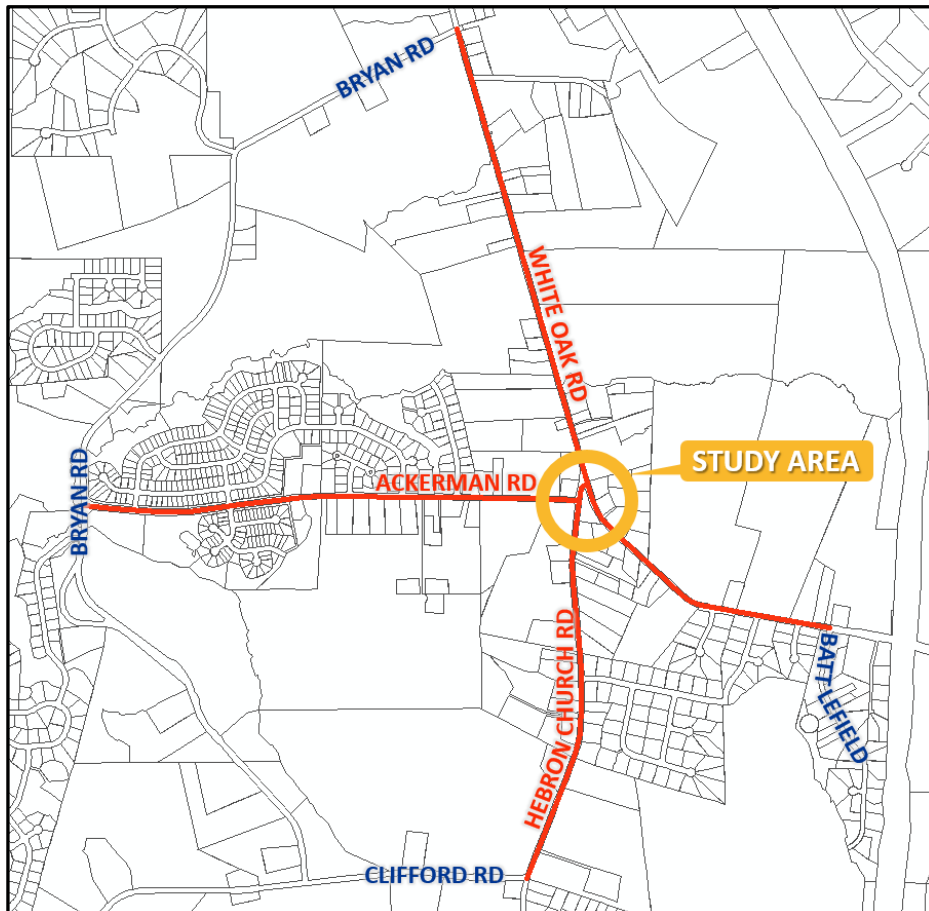 BRYAN RD
WHITE OAK RD
STUDY AREA
ACKERMAN RD
BRYAN RD
HEBRON CHURCH RD
BATTLEFIELD
CLIFFORD RD